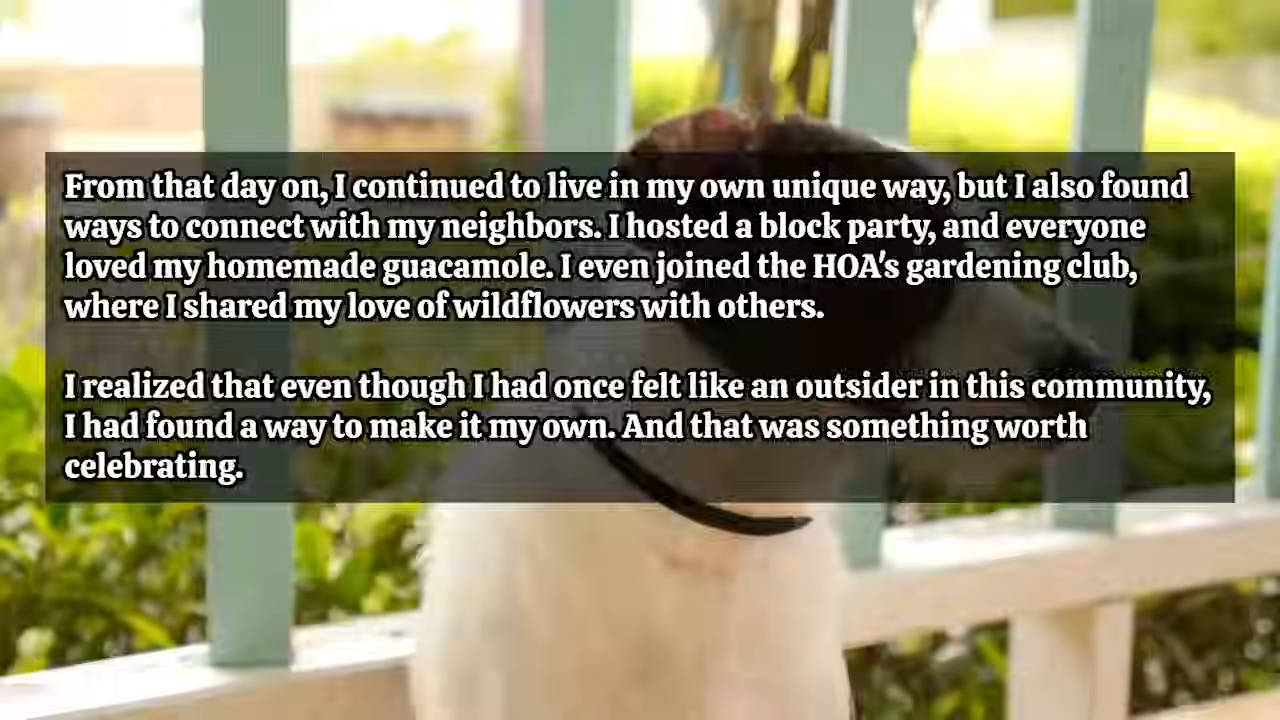 From that day on, I continued to live in my own unique way, but I also found
ways to connect with my neighbors. I hosted a block party, and everyone
loved my homemade guacamole. I even joined the HOA's gardening club,
where I shared my love of wildflowers with others.
I realized that even though I had once felt like an outsider in this community,
I had found a way to make it my own. And that was something worth
celebrating.